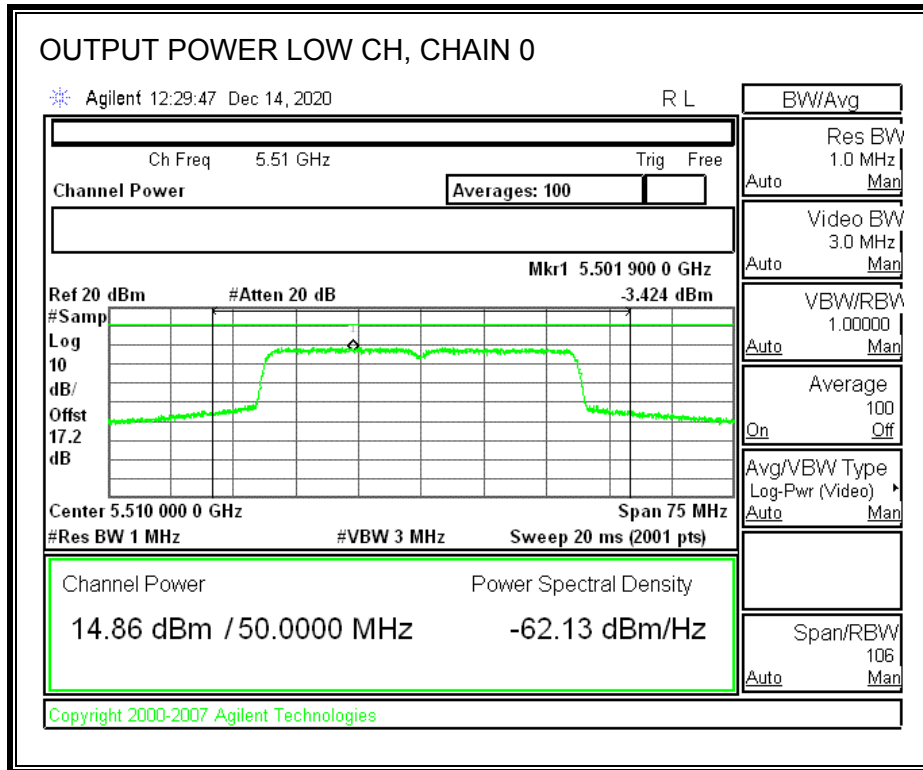 OUTPUT POWER LOW CH, CHAIN 0
Agilent 12:29:47 Dec 14, 2020 R L
BW/Avg
Ch Freq 5.51 GHz Trig Free
Channel Power Averages: 100
Mkr1 5.501 900 0 GHz
Ref 20 dBm #Atten 20 dB -3.424 dBm
#Samp
Log
10
dB/
Offst
17.2
dB
1
Center 5.510 000 0 GHz Span 75 MHz
#Res BW 1 MHz #VBW 3 MHz Sweep 20 ms (2001 pts)
Channel Power Power Spectral Density
14.86 dBm / 50.0000 MHz -62.13 dBm/Hz
Res BW
1.0 MHz
Auto Man
Video BW
3.0 MHz
Auto Man
VBW/RBW
1.00000
Auto Man
Average
100
On Off
Avg/VBW Type
Log-Pwr (Video)
Auto Man
Span/RBW
106
Auto Man
Copyright 2000-2007 Agilent Technologies